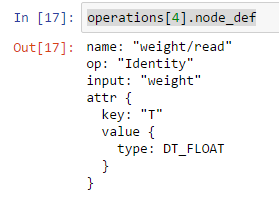 In [17]: operations[4].node_def
Out[17]: name: "weight/read"
op: "Identity"
input: "weight"
attr {
  key: "T"
  value {
    type: DT_FLOAT
  }
}